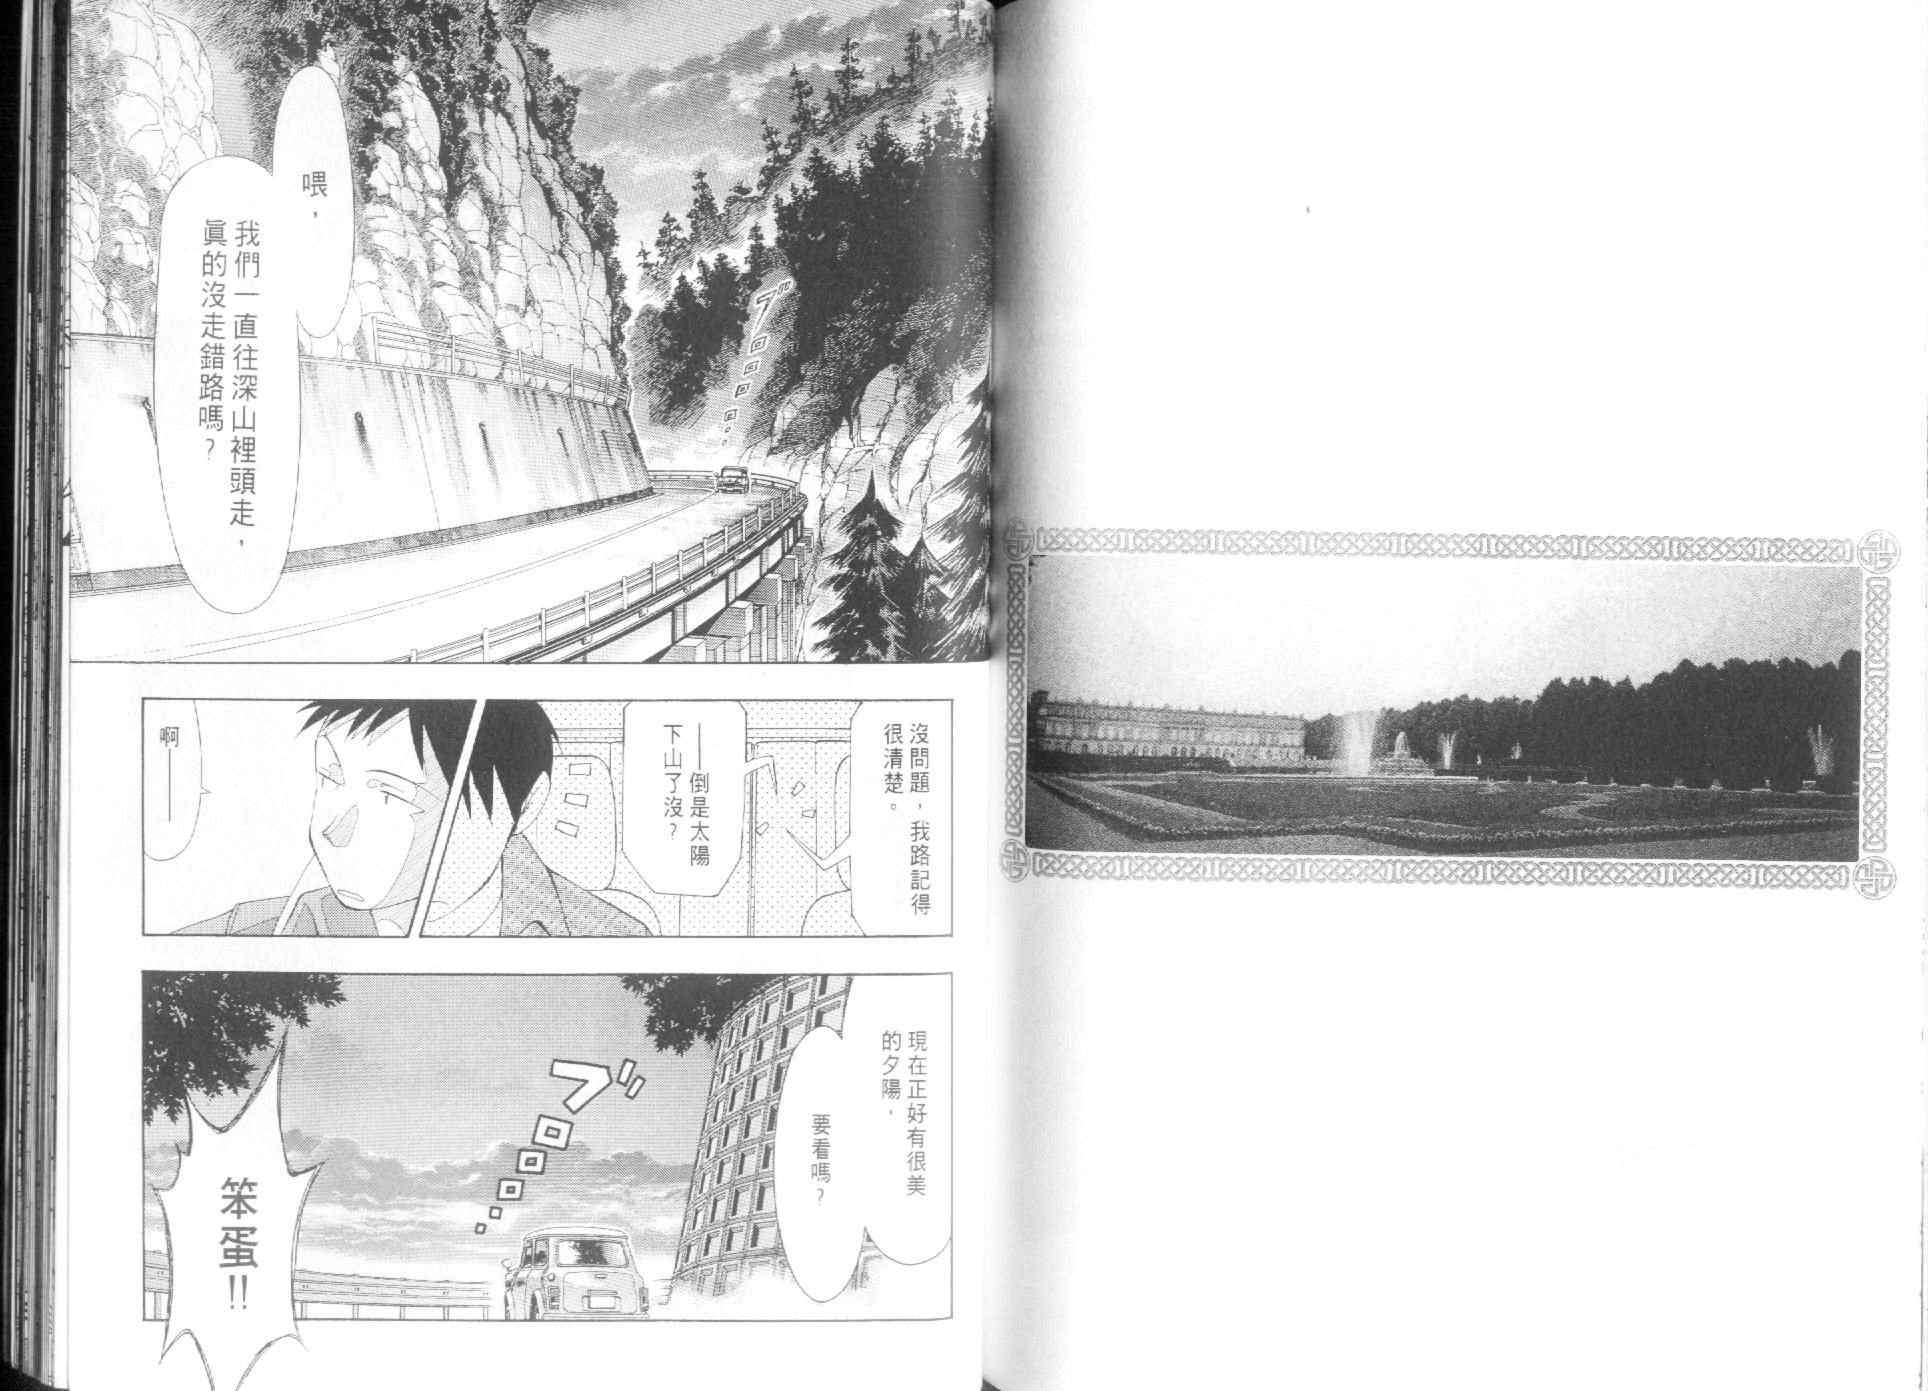 喂，
我們一直往深山裡頭走，
眞的沒走錯路嗎？
ブロロロロ。。。
沒問題，我路記得
很清楚。
——倒是太陽
下山了沒？
啊——
現在正好有很美
的夕陽，
要看嗎？
ブロロロ。。
笨蛋!!